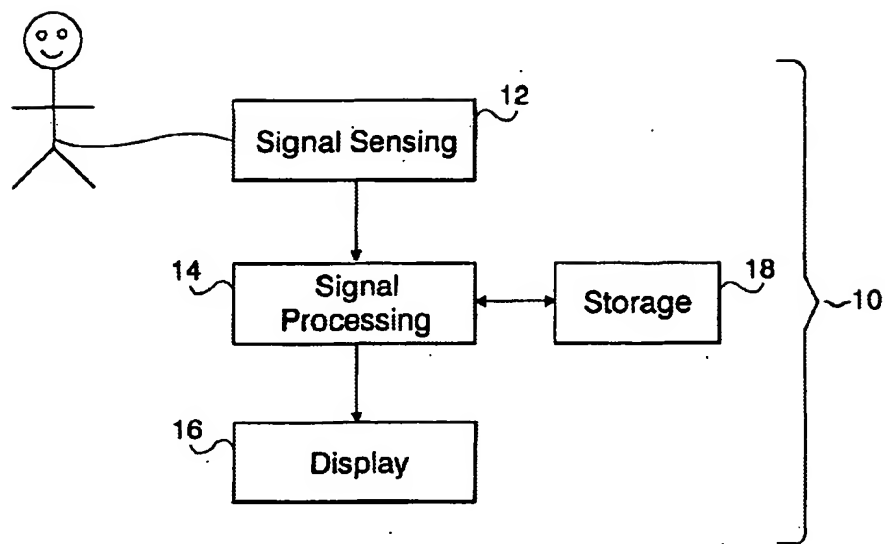 12
Signal Sensing
14
Signal
Processing
18
Storage
10
16
Display